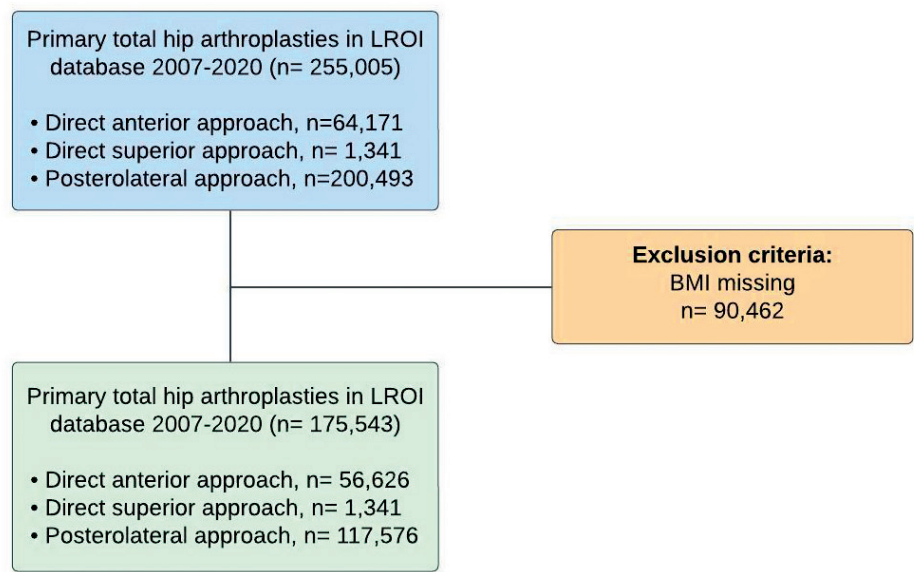 Primary total hip arthroplasties in LROI
database 2007-2020 (n= 255,005)
• Direct anterior approach, n=64,171
• Direct superior approach, n= 1,341
• Posterolateral approach, n=200,493
Exclusion criteria:
BMI missing
n= 90,462
Primary total hip arthroplasties in LROI
database 2007-2020 (n= 175,543)
• Direct anterior approach, n= 56,626
• Direct superior approach, n= 1,341
• Posterolateral approach, n= 117,576